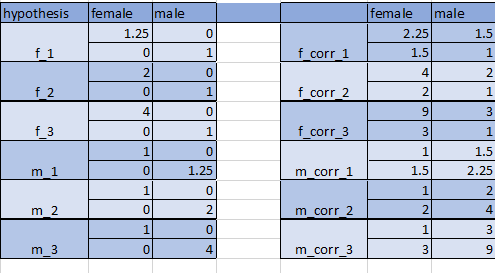 hypothesis female male female male
1.25 0 2.25 1.5
f_1 0 1 f_corr_1 1.5 1
2 0 4 2
f_2 0 1 f_corr_2 2 1
4 0 9 3
f_3 0 1 f_corr_3 3 1
1 0 1 1.5
m_1 0 1.25 m_corr_1 1.5 2.25
1 0 1 2
m_2 0 2 m_corr_2 2 4
1 0 1 3
m_3 0 4 m_corr_3 3 9